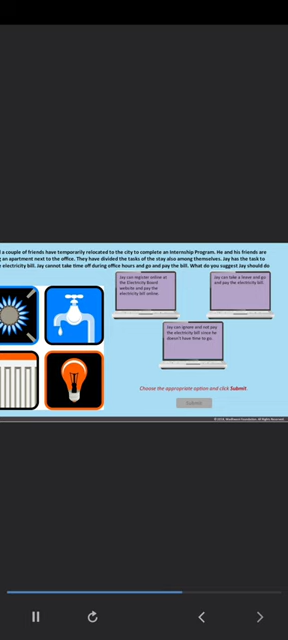 d a couple of friends have temporarily relocated to the city to complete an Internship Program. He and his friends are
g an apartment next to the office. They have divided the tasks of the stay also among themselves. Jay has the task to
electricity bill. Jay cannot take time off during office hours and go and pay the bill. What do you suggest Jay should do
Jay can register online at
the Electricity Board
website and pay the
electricity bill online
Jay can take a leave and go
and pay the electricity bill
Jay can ignore and not pay
the electricity bill since he
doesn't have time to go.
Choose the appropriate option and click Submit.
Submit
Foundation. All Rights Reserved.